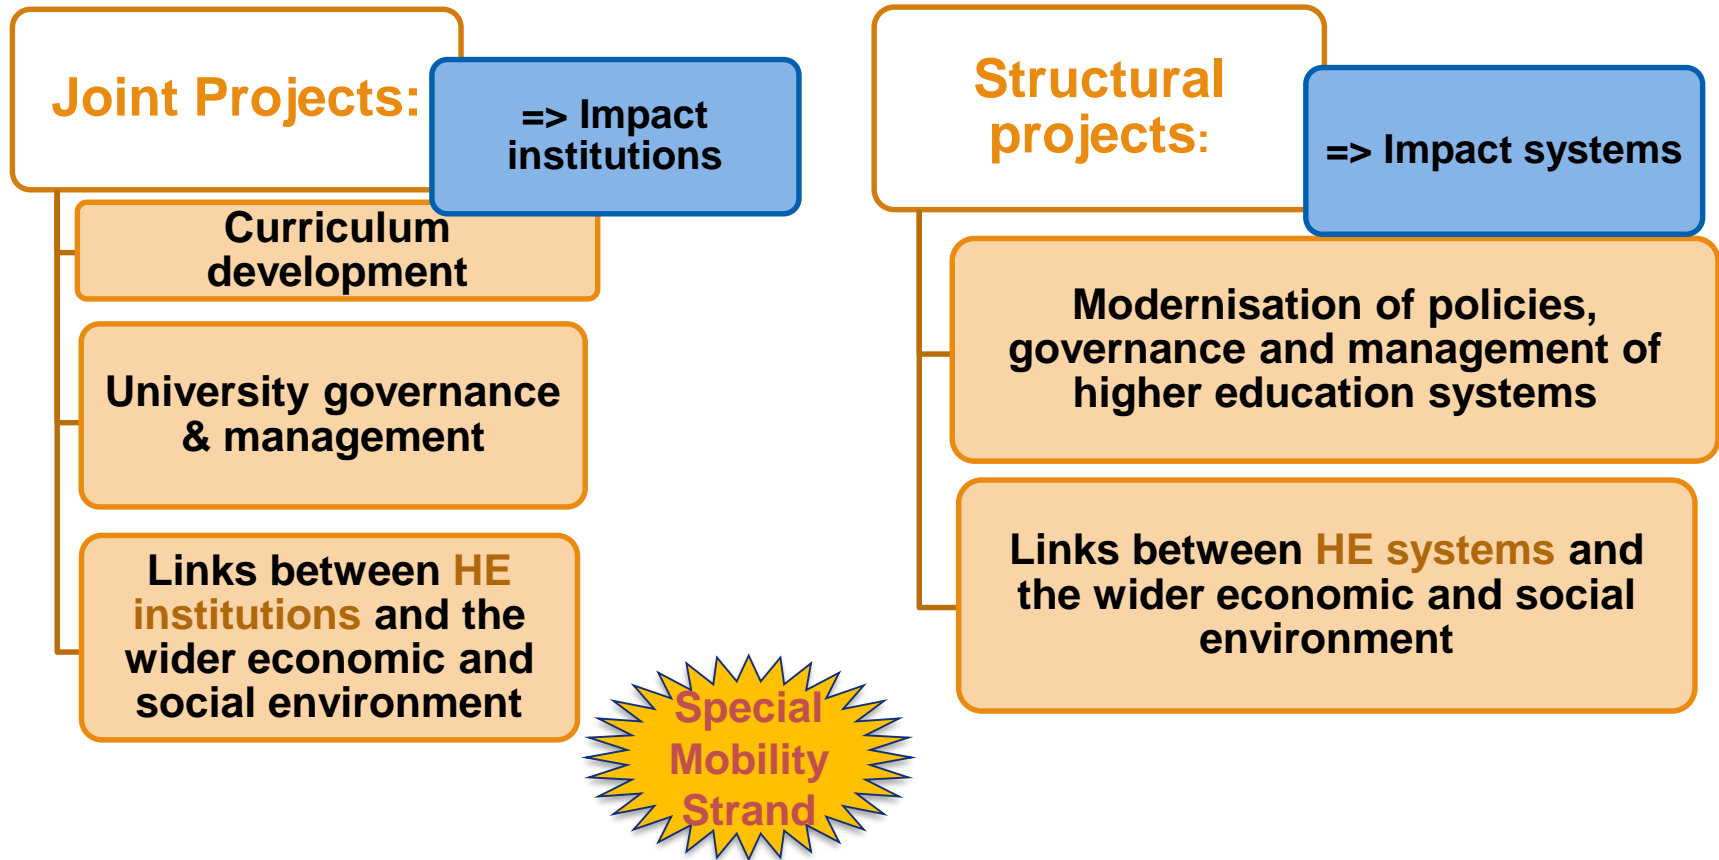 Joint Projects:
=> Impact
institutions
Curriculum
development
University governance
& management
Links between HE
institutions and the
wider economic and
social environment
Special
Mobility
Strand
Structural
projects:
=> Impact systems
Modernisation of policies,
governance and management of
higher education systems
Links between HE systems and
the wider economic and social
environment